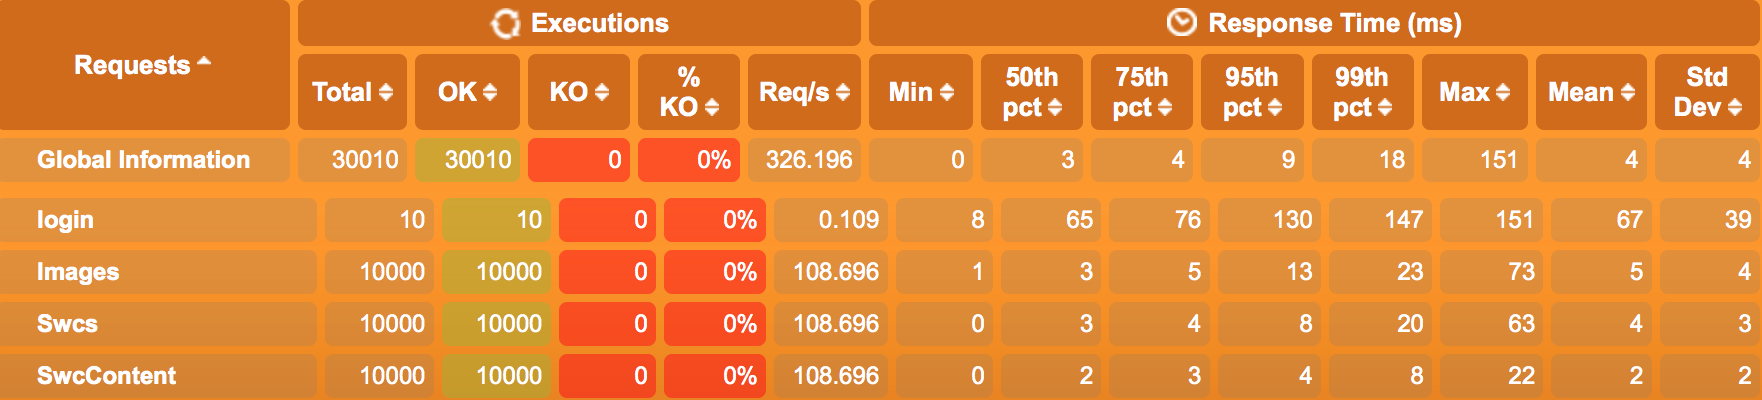 Requests Executions Response Time (ms)
Total OK KO % KO Req/s Min 50th pct 75th pct 95th pct 99th pct Max Mean Std Dev
Global Information 30010 30010 0 0% 326.196 0 3 4 9 18 151 4 4
login 10 10 0 0% 0.109 8 65 76 130 147 151 67 39
Images 10000 10000 0 0% 108.696 1 3 5 13 23 73 5 4
Swcs 10000 10000 0 0% 108.696 0 3 4 8 20 63 4 3
SwcContent 10000 10000 0 0% 108.696 0 2 3 4 8 22 2 2